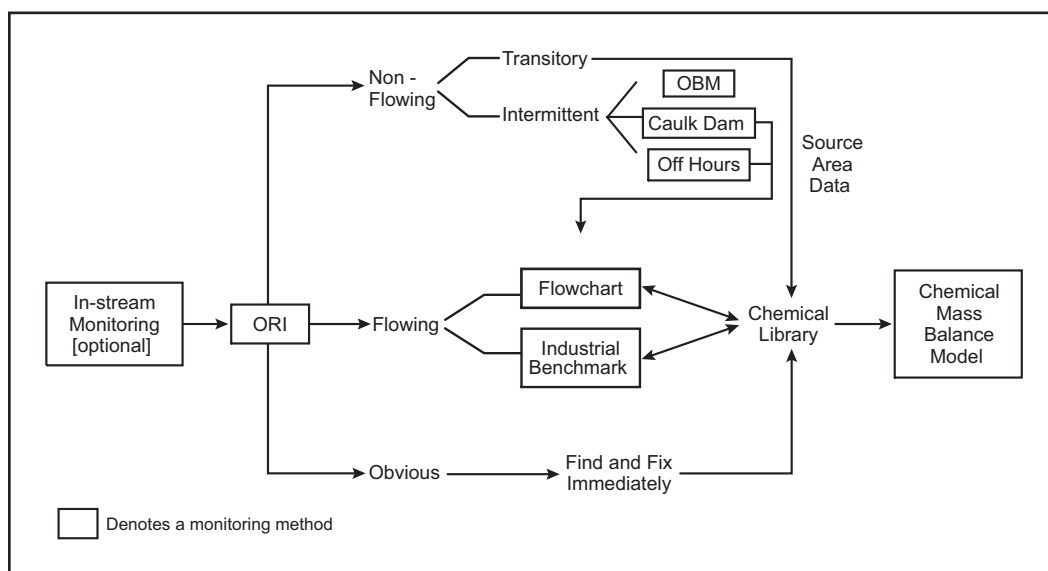 Non -
Flowing
Transitory
Intermittent
OBM
Caulk Dam
Off Hours
Source
Area
Data
In-stream
Monitoring
[optional]
ORI
Flowing
Flowchart
Industrial
Benchmark
Chemical
Library
Chemical
Mass
Balance
Model
Obvious
Find and Fix
Immediately
Denotes a monitoring method